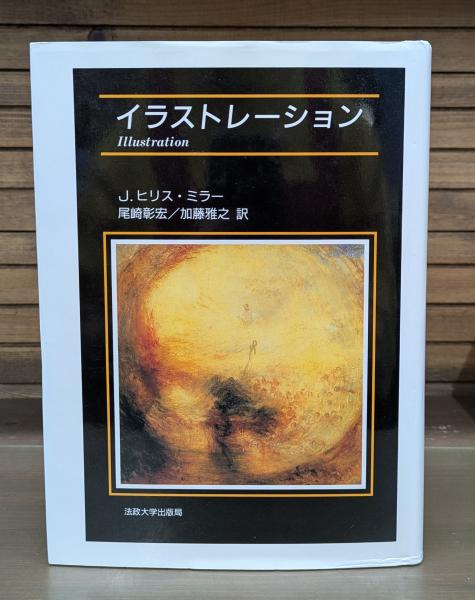 イラストレーション
Illustration
J.ヒリス・ミラー
尾崎彰宏／加藤雅之 訳
法政大学出版局